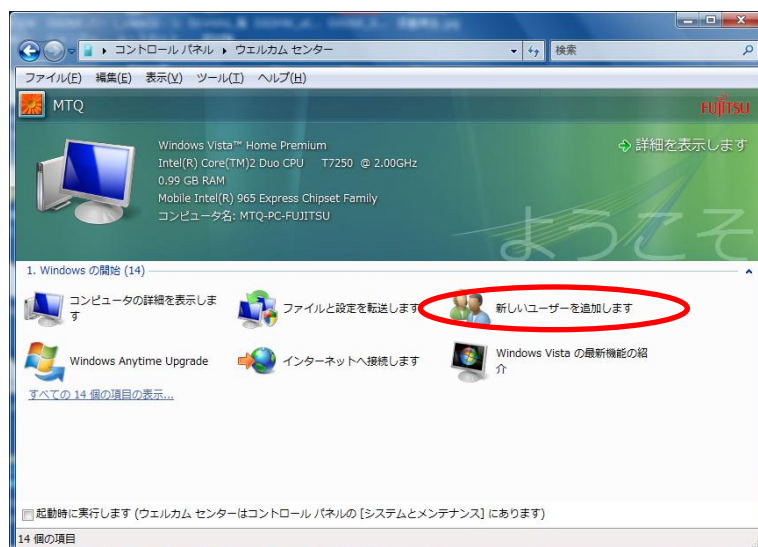 コントロール パネル ▸ ウェルカム センター
検索
ファイル(F) 編集(E) 表示(V) ツール(T) ヘルプ(H)
MTQ
FUJITSU
Windows Vista™ Home Premium
詳細を表示します
Intel(R) Core(TM)2 Duo CPU T7250 @ 2.00GHz
0.99 GB RAM
Mobile Intel(R) 965 Express Chipset Family
コンピュータ名: MTQ-PC-FUJITSU
ようこそ
1. Windows の開始 (14)
コンピュータの詳細を表示しま
す
ファイルと設定を転送します
新しいユーザーを追加します
Windows Anytime Upgrade
インターネットへ接続します
Windows Vista の最新機能の紹
介
すべての 14 個の項目の表示...
起動時に実行します (ウェルカム センターはコントロール パネルの [システムとメンテナンス] にあります)
14 個の項目